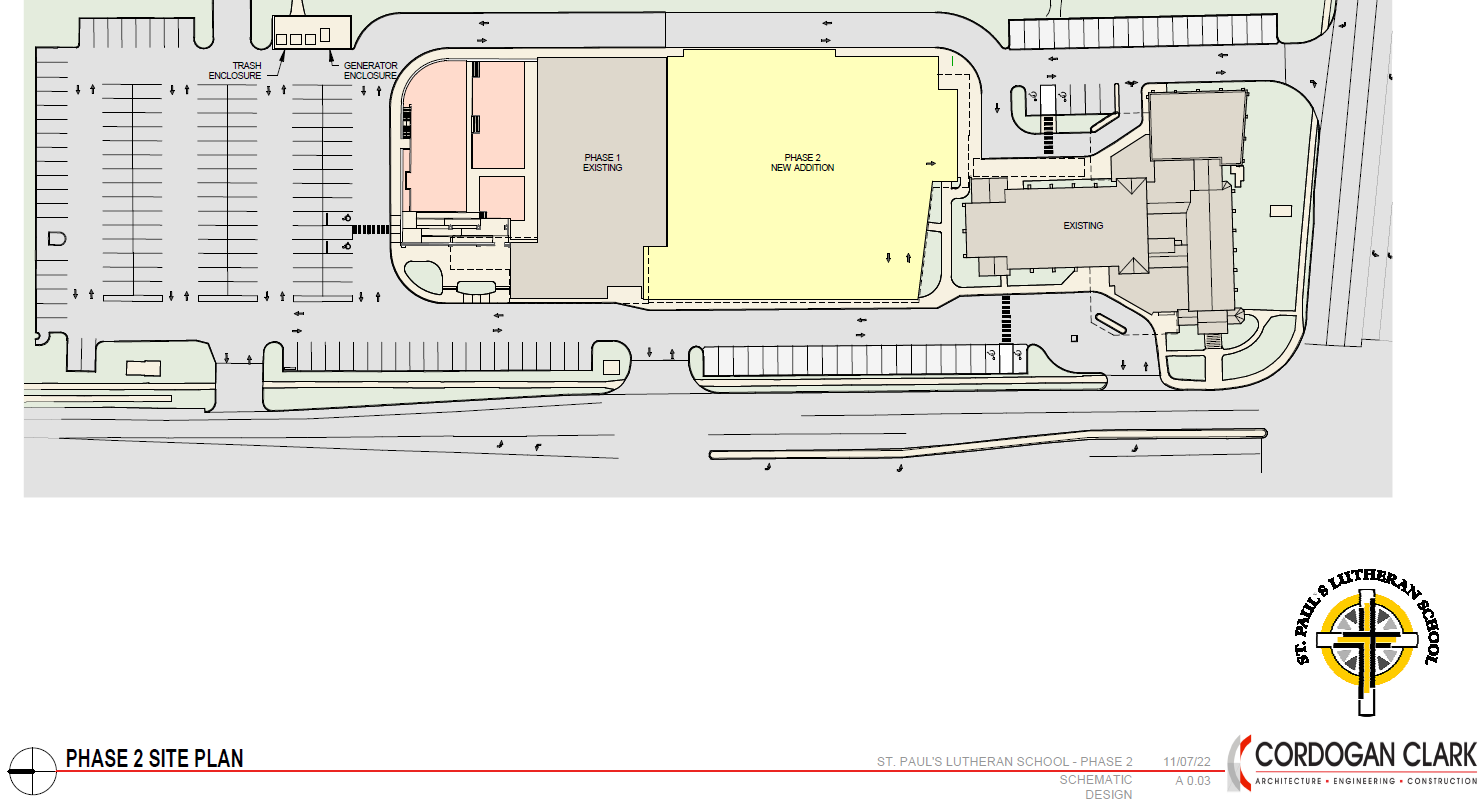 TRASH
ENCLOSURE
GENERATOR
ENCLOSURE
PHASE 1
EXISTING
PHASE 2
NEW ADDITION
EXISTING
ST. PAUL'S LUTHERAN SCHOOL
PHASE 2 SITE PLAN
ST. PAUL'S LUTHERAN SCHOOL - PHASE 2
11/07/22
SCHEMATIC
DESIGN
A 0.03
CORDOGAN CLARK
ARCHITECTURE • ENGINEERING • CONSTRUCTION